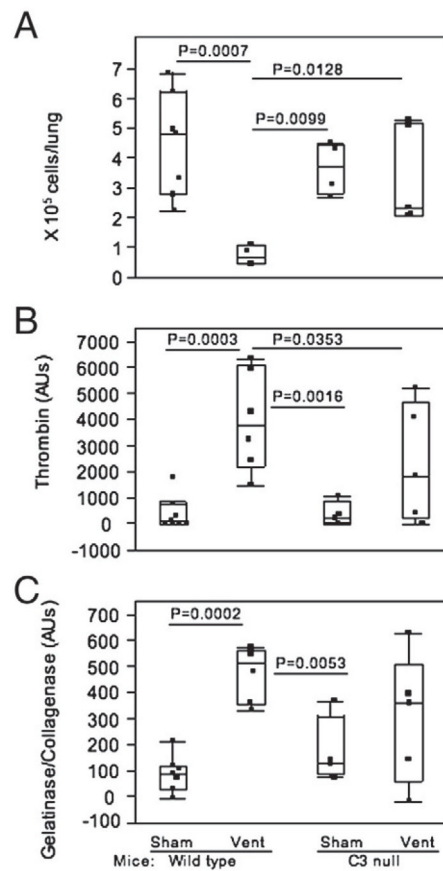 A
P=0.0007
P=0.0128
P=0.0099
X 10⁵ cells/lung
7
6
5
4
3
2
1
0
B
P=0.0003
P=0.0353
P=0.0016
Thrombin (AUs)
7000
6000
5000
4000
3000
2000
1000
0
-1000
C
P=0.0002
P=0.0053
Gelatinase/Collagenase (AUs)
700
600
500
400
300
200
100
0
-100
Sham Vent Sham Vent
Mice: Wild type C3 null